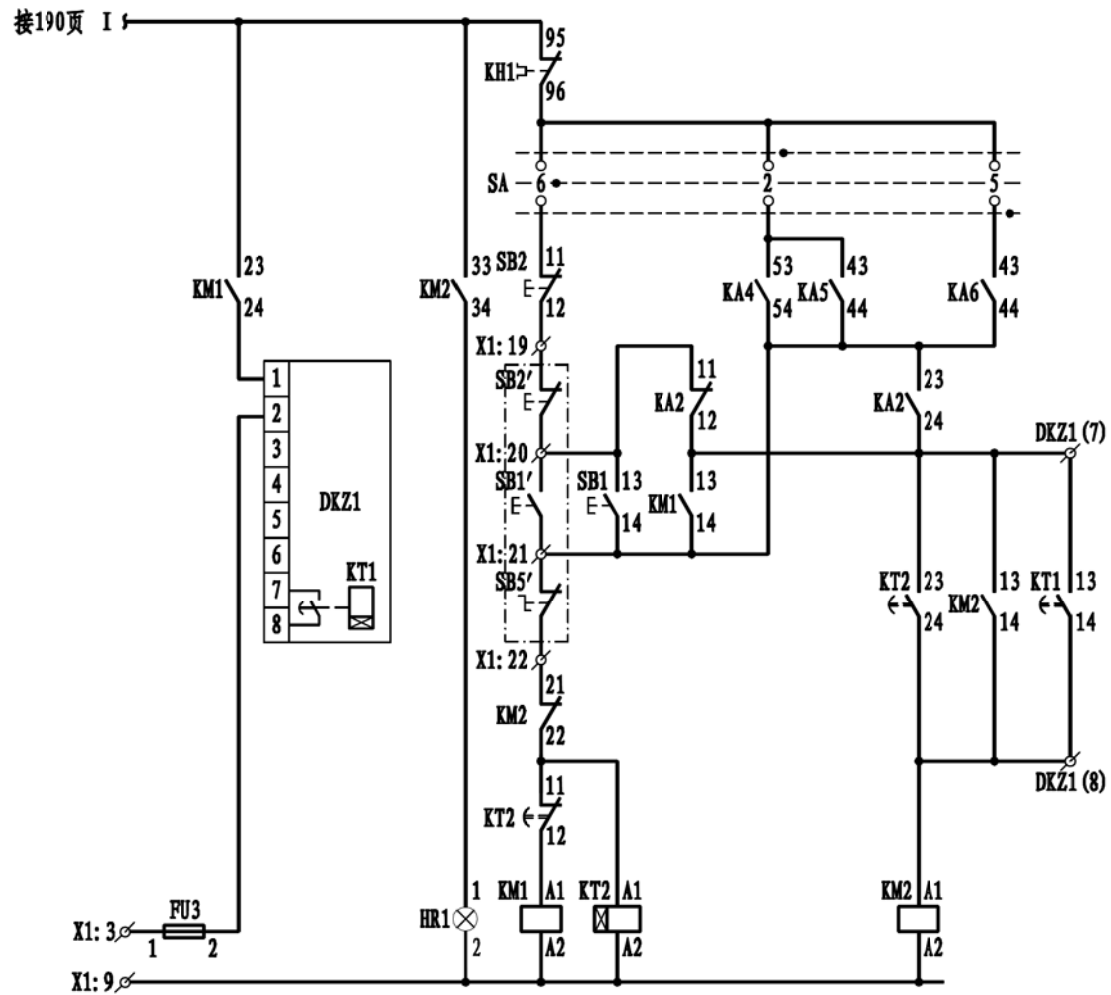 接190页 I
95
KH1
96
SA 6 2 5
SB2 11
12
23
KM1
24
33
KM2
34
53
KA4
54
43
KA5
44
43
KA6
44
X1:19
SB2'
X1:20
SB1'
X1:21
SB5'
X1:22
11
KA2
12
23
KA2
24
DKZ1(7)
SB1 13
14
KM1 13
14
1
2
3
4
5
6
7
8
DKZ1
KT1
KT2 23
24
KM2 13
14
KT1 13
14
21
KM2
22
DKZ1(8)
11
KT2
12
HR1 1
2
KM1 A1
A2
KT2 A1
A2
KM2 A1
A2
FU3
X1:3 1 2
X1:9